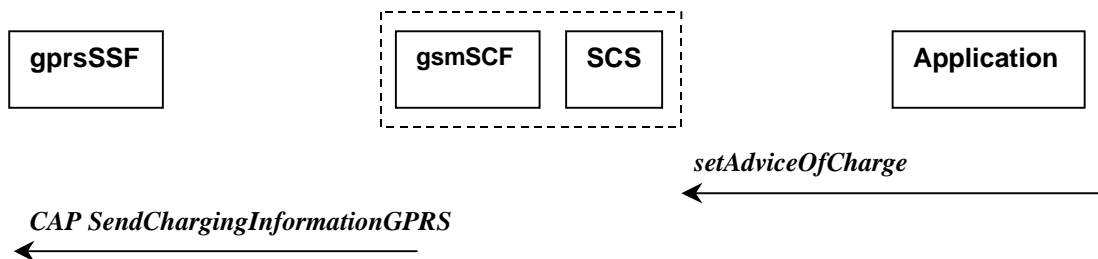 gprsSSF
gsmSCF
SCS
Application
setAdviceOfCharge
CAP SendChargingInformationGPRS